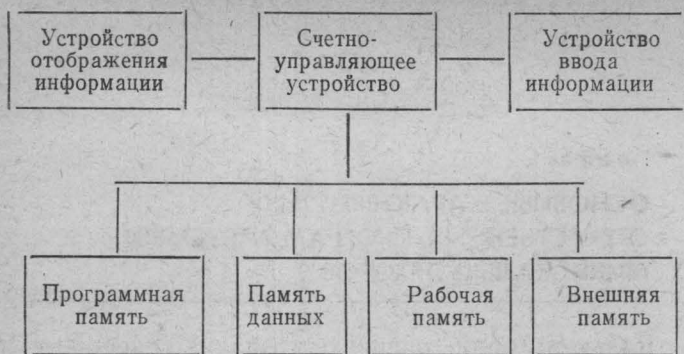 Устройство
отображения
информации
Счетно-
управляющее
устройство
Устройство
ввода
информации
Программная
память
Память
данных
Рабочая
память
Внешняя
память